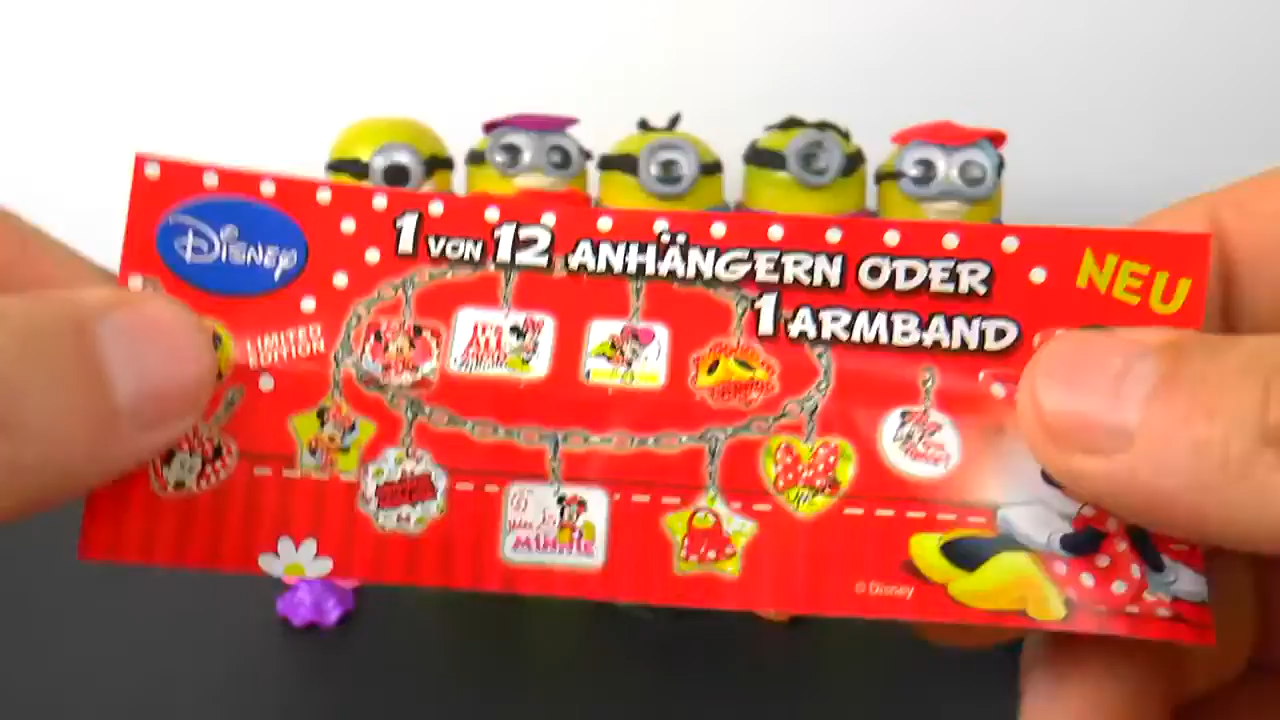 Disney
1 VON 12 ANHÄNGERN ODER
1 ARMBAND
NEU
LIMITED
EDITION
MINNIE
© Disney